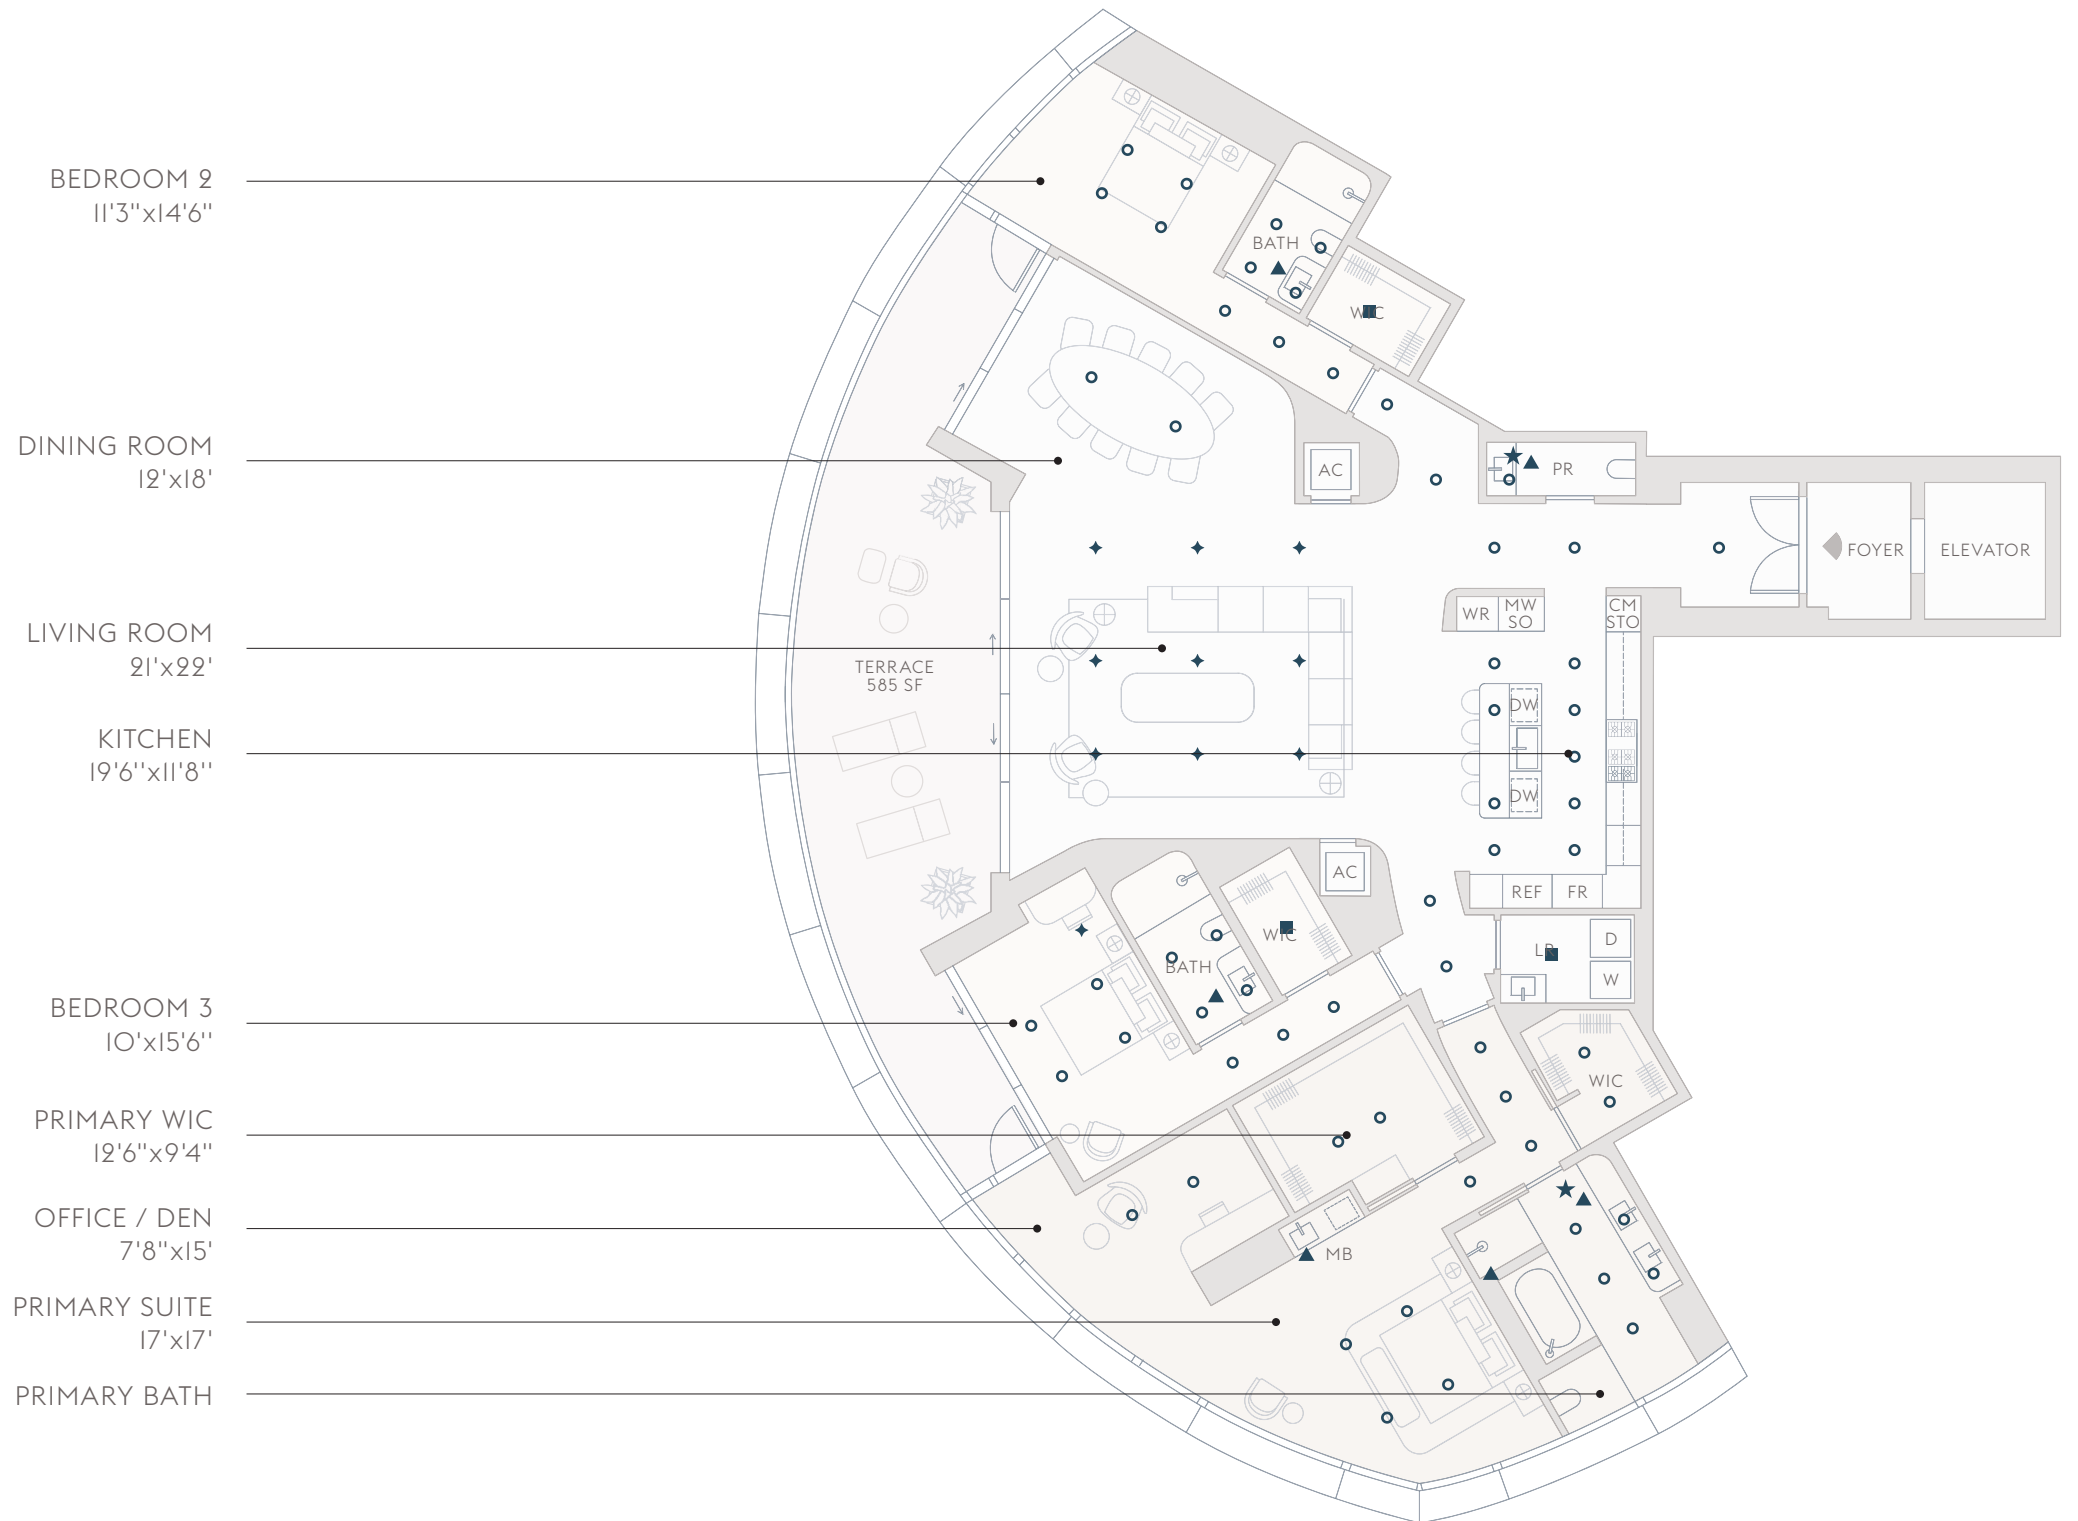 BEDROOM 2
11'3"x14'6"
DINING ROOM
12'x18'
LIVING ROOM
21'x22'
KITCHEN
19'6''x11'8''
BEDROOM 3
10'x15'6''
PRIMARY WIC
12'6"x9'4"
OFFICE / DEN
7'8"x15'
PRIMARY SUITE
17'x17'
PRIMARY BATH
BATH
WIC
AC
PR
FOYER
ELEVATOR
WR
MW
SO
CM
STO
TERRACE
585 SF
DW
DW
AC
REF
FR
WIC
BATH
LR
D
W
WIC
MB